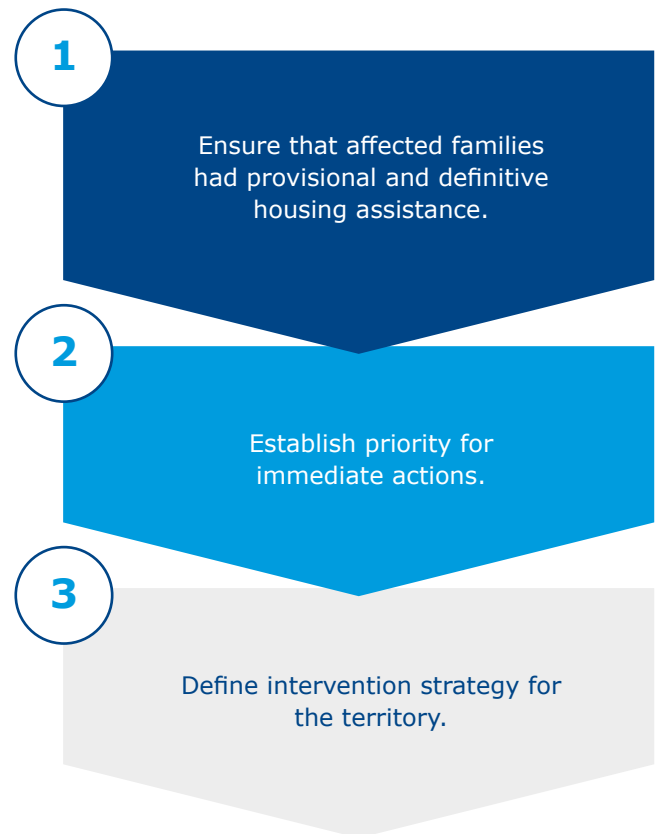 1
Ensure that affected families
had provisional and definitive
housing assistance.
2
Establish priority for
immediate actions.
3
Define intervention strategy for
the territory.